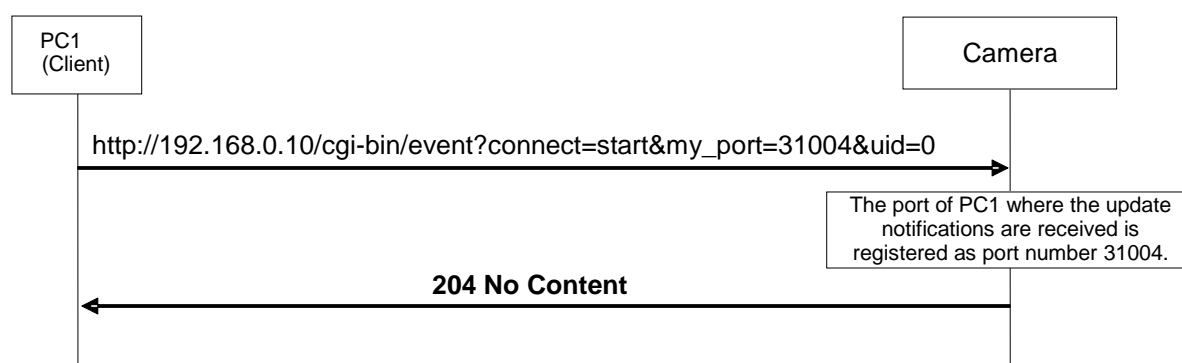 PC1
(Client)
Camera
http://192.168.0.10/cgi-bin/event?connect=start&my_port=31004&uid=0
The port of PC1 where the update
notifications are received is
registered as port number 31004.
204 No Content